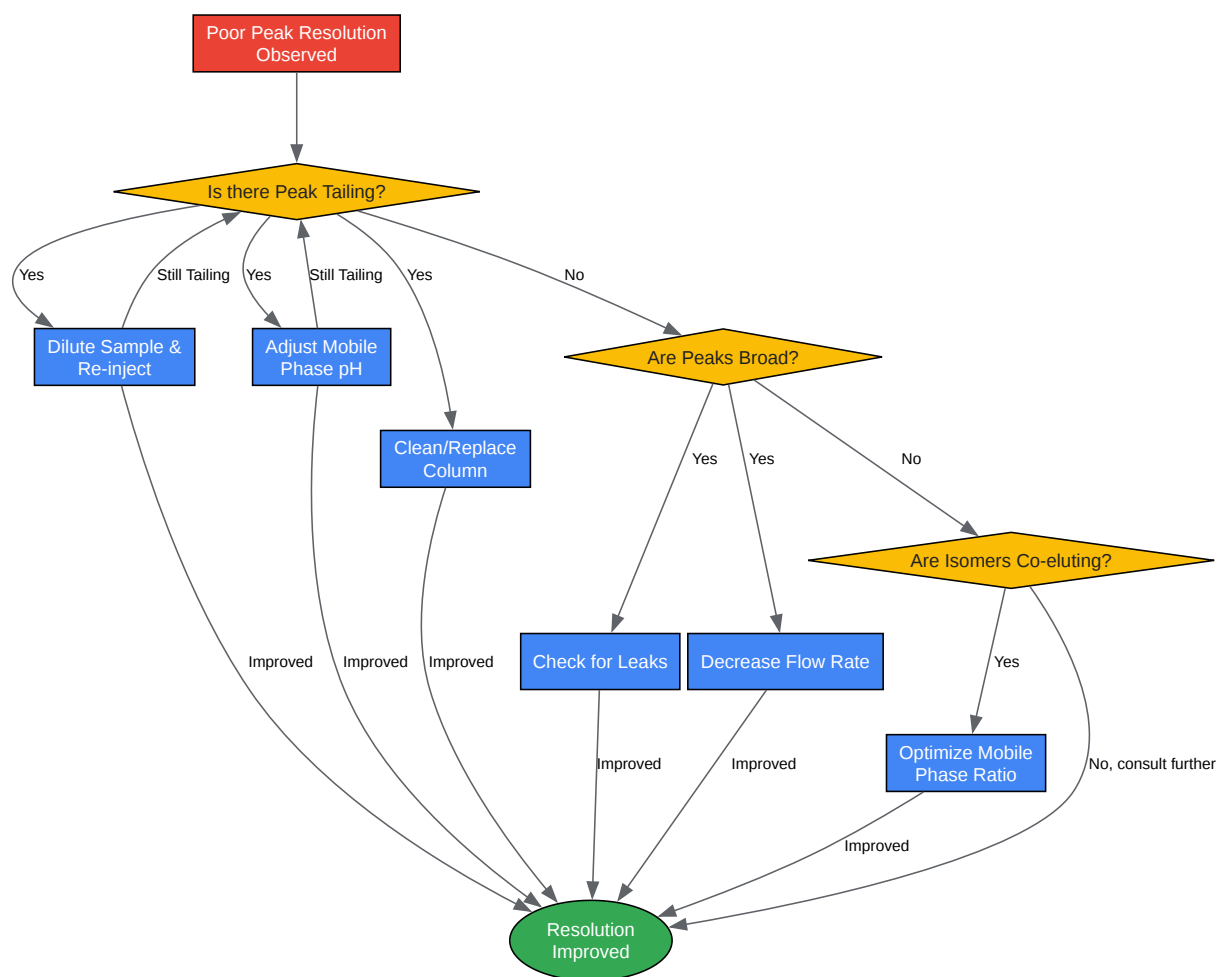 Poor Peak Resolution
Observed
Is there Peak Tailing?
Yes
Still Tailing
Yes
Still Tailing
Yes
No
Dilute Sample &
Re-inject
Adjust Mobile
Phase pH
Are Peaks Broad?
Clean/Replace
Column
Yes
Yes
No
Are Isomers Co-eluting?
Improved
Improved
Improved
Check for Leaks
Decrease Flow Rate
Yes
Improved
Improved
Optimize Mobile
Phase Ratio
No, consult further
Improved
Resolution
Improved